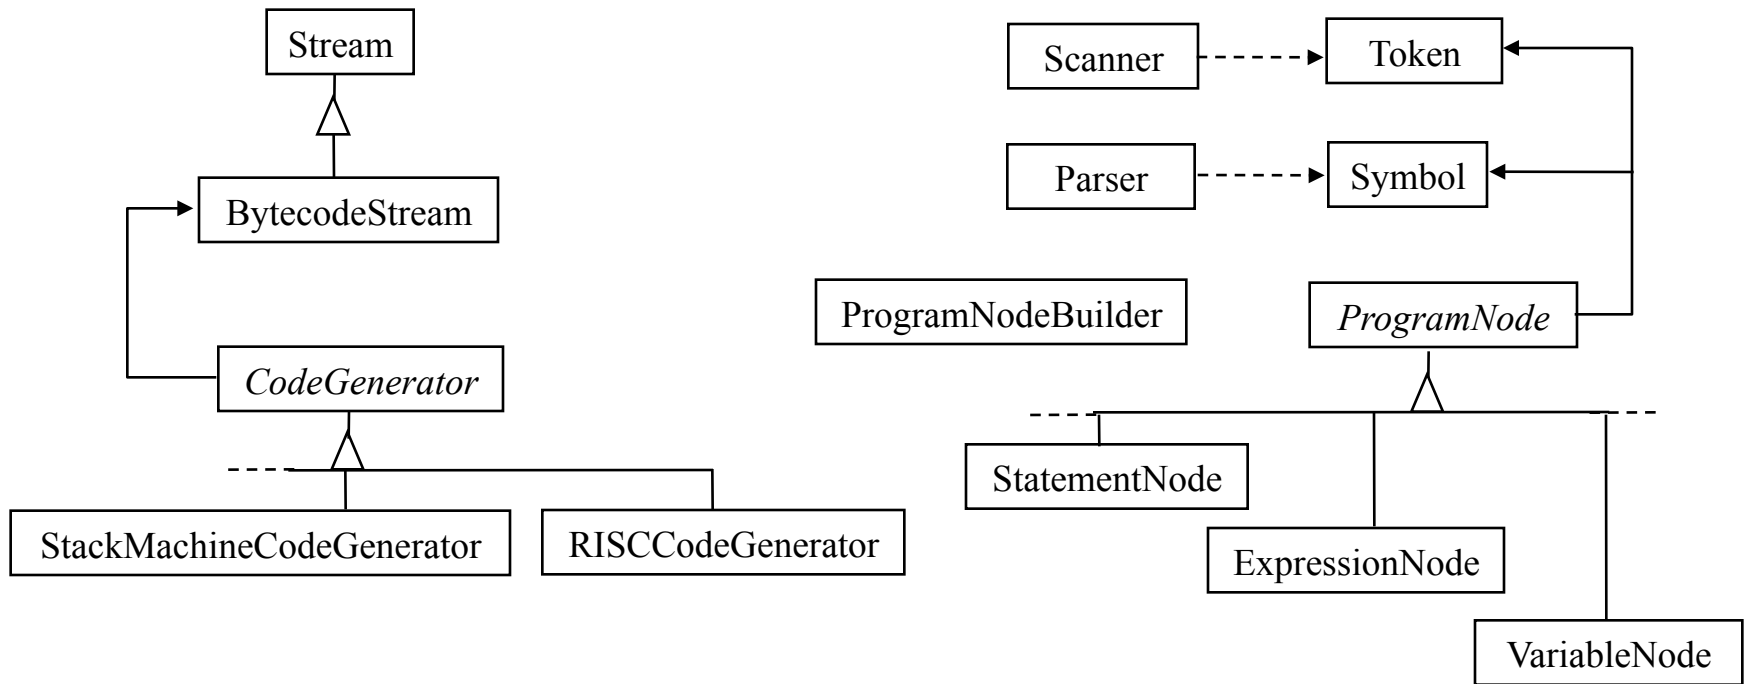 Stream
Scanner
Token
Parser
Symbol
BytecodeStream
ProgramNodeBuilder
ProgramNode
CodeGenerator
StatementNode
StackMachineCodeGenerator
RISCCodeGenerator
ExpressionNode
VariableNode